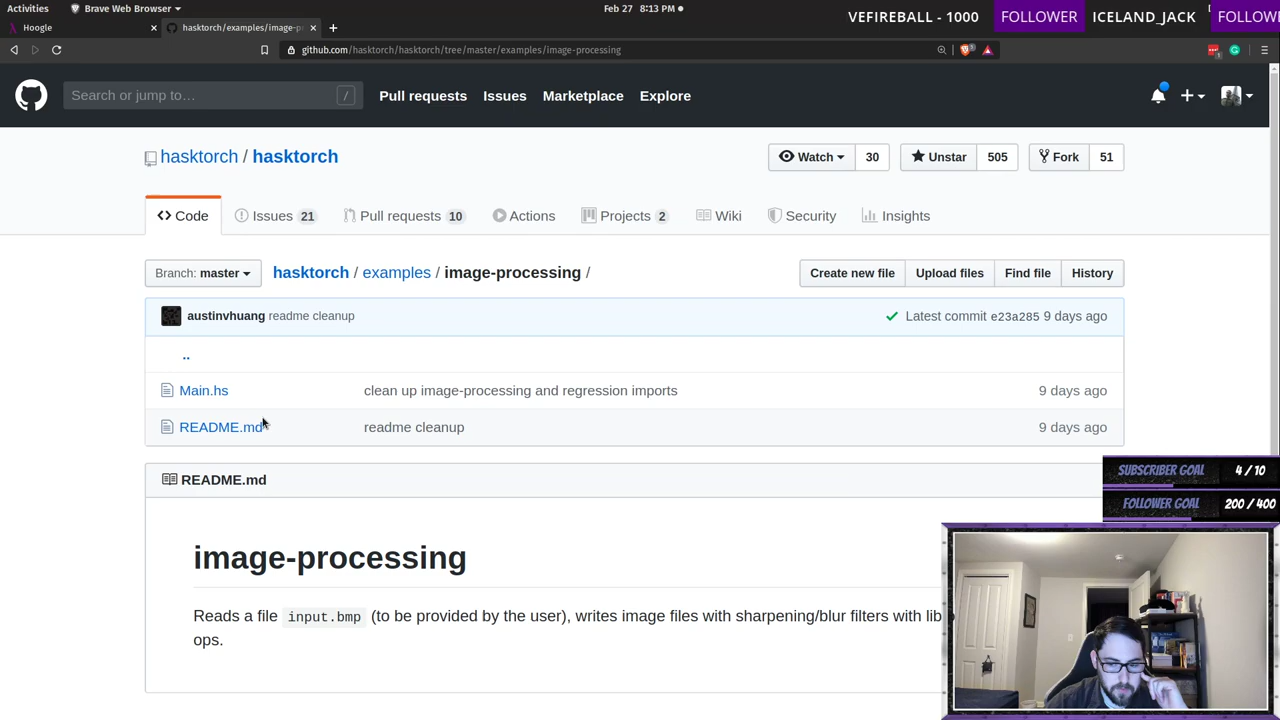 Activities
Brave Web Browser
Feb 27 8:13 PM
VEFIREBALL - 1000
FOLLOWER
ICELAND_JACK
FOLLOW
Hoogle
hasktorch/examples/image-p
github.com/hasktorch/hasktorch/tree/master/examples/image-processing
Search or jump to…
/
Pull requests
Issues
Marketplace
Explore
hasktorch / hasktorch
Watch 30
Unstar 505
Fork 51
Code
Issues 21
Pull requests 10
Actions
Projects 2
Wiki
Security
Insights
Branch: master
hasktorch / examples / image-processing /
Create new file
Upload files
Find file
History
austinvhuang readme cleanup
Latest commit e23a285 9 days ago
..
Main.hs clean up image-processing and regression imports 9 days ago
README.md readme cleanup 9 days ago
README.md
SUBSCRIBER GOAL 4 / 10
FOLLOWER GOAL 200 / 400
image-processing
Reads a file input.bmp (to be provided by the user), writes image files with sharpening/blur filters with lib
ops.